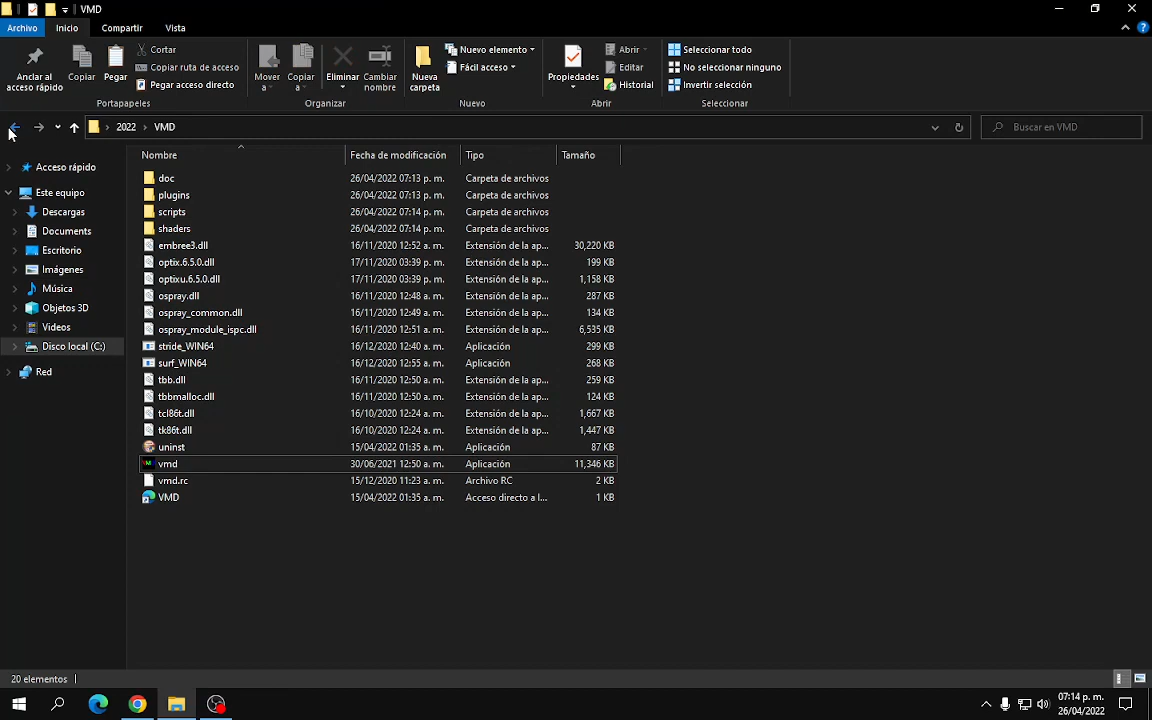 VMD
Archivo Inicio Compartir Vista
Anclar al acceso rápido
Copiar
Pegar
Cortar
Copiar ruta de acceso
Pegar acceso directo
Portapapeles
Mover a
Copiar a
Eliminar
Cambiar nombre
Organizar
Nueva carpeta
Nuevo elemento
Fácil acceso
Nuevo
Propiedades
Abrir
Editar
Historial
Abrir
Seleccionar todo
No seleccionar ninguno
Invertir selección
Seleccionar
2022 VMD
Buscar en VMD
Acceso rápido
Este equipo
Descargas
Documents
Escritorio
Imágenes
Música
Objetos 3D
Videos
Disco local (C:)
Red
Nombre Fecha de modificación Tipo Tamaño
doc 26/04/2022 07:13 p. m. Carpeta de archivos
plugins 26/04/2022 07:13 p. m. Carpeta de archivos
scripts 26/04/2022 07:14 p. m. Carpeta de archivos
shaders 26/04/2022 07:14 p. m. Carpeta de archivos
embree3.dll 16/11/2020 12:52 a. m. Extensión de la ap... 30,220 KB
optix.6.5.0.dll 17/11/2020 03:39 p. m. Extensión de la ap... 199 KB
optixu.6.5.0.dll 17/11/2020 03:39 p. m. Extensión de la ap... 1,158 KB
ospray.dll 16/11/2020 12:48 a. m. Extensión de la ap... 287 KB
ospray_common.dll 16/11/2020 12:49 a. m. Extensión de la ap... 134 KB
ospray_module_ispc.dll 16/11/2020 12:51 a. m. Extensión de la ap... 6,535 KB
stride_WIN64 16/12/2020 12:40 a. m. Aplicación 299 KB
surf_WIN64 16/12/2020 12:55 a. m. Aplicación 268 KB
tbb.dll 16/11/2020 12:50 a. m. Extensión de la ap... 259 KB
tbbmalloc.dll 16/11/2020 12:50 a. m. Extensión de la ap... 124 KB
tcl86t.dll 16/10/2020 12:24 a. m. Extensión de la ap... 1,667 KB
tk86t.dll 16/10/2020 12:24 a. m. Extensión de la ap... 1,447 KB
uninst 15/04/2022 01:35 a. m. Aplicación 87 KB
vmd 30/06/2021 12:50 a. m. Aplicación 11,346 KB
vmd.rc 15/12/2020 11:23 a. m. Archivo RC 2 KB
VMD 15/04/2022 01:35 a. m. Acceso directo a l... 1 KB
20 elementos
07:14 p. m.
26/04/2022